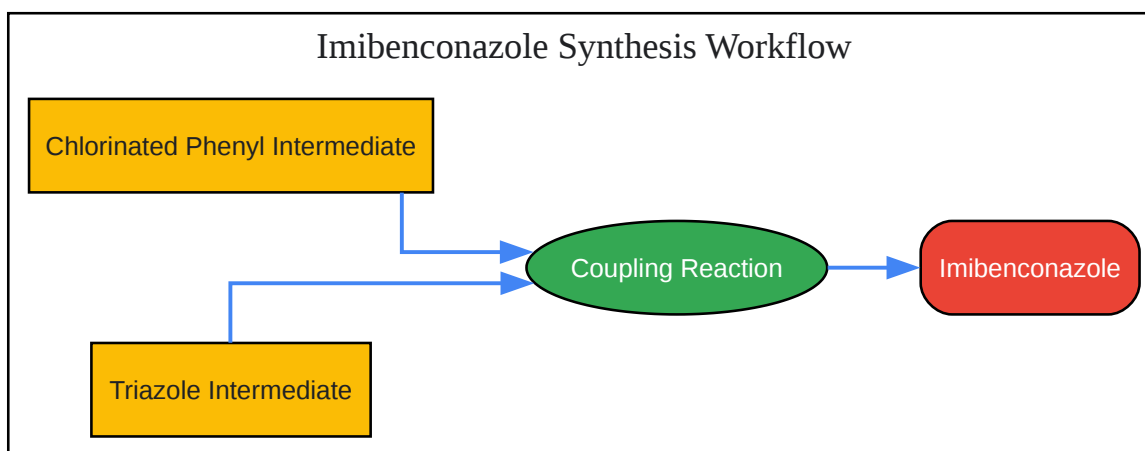 Imibenconazole Synthesis Workflow
Chlorinated Phenyl Intermediate
Coupling Reaction
Imibenconazole
Triazole Intermediate